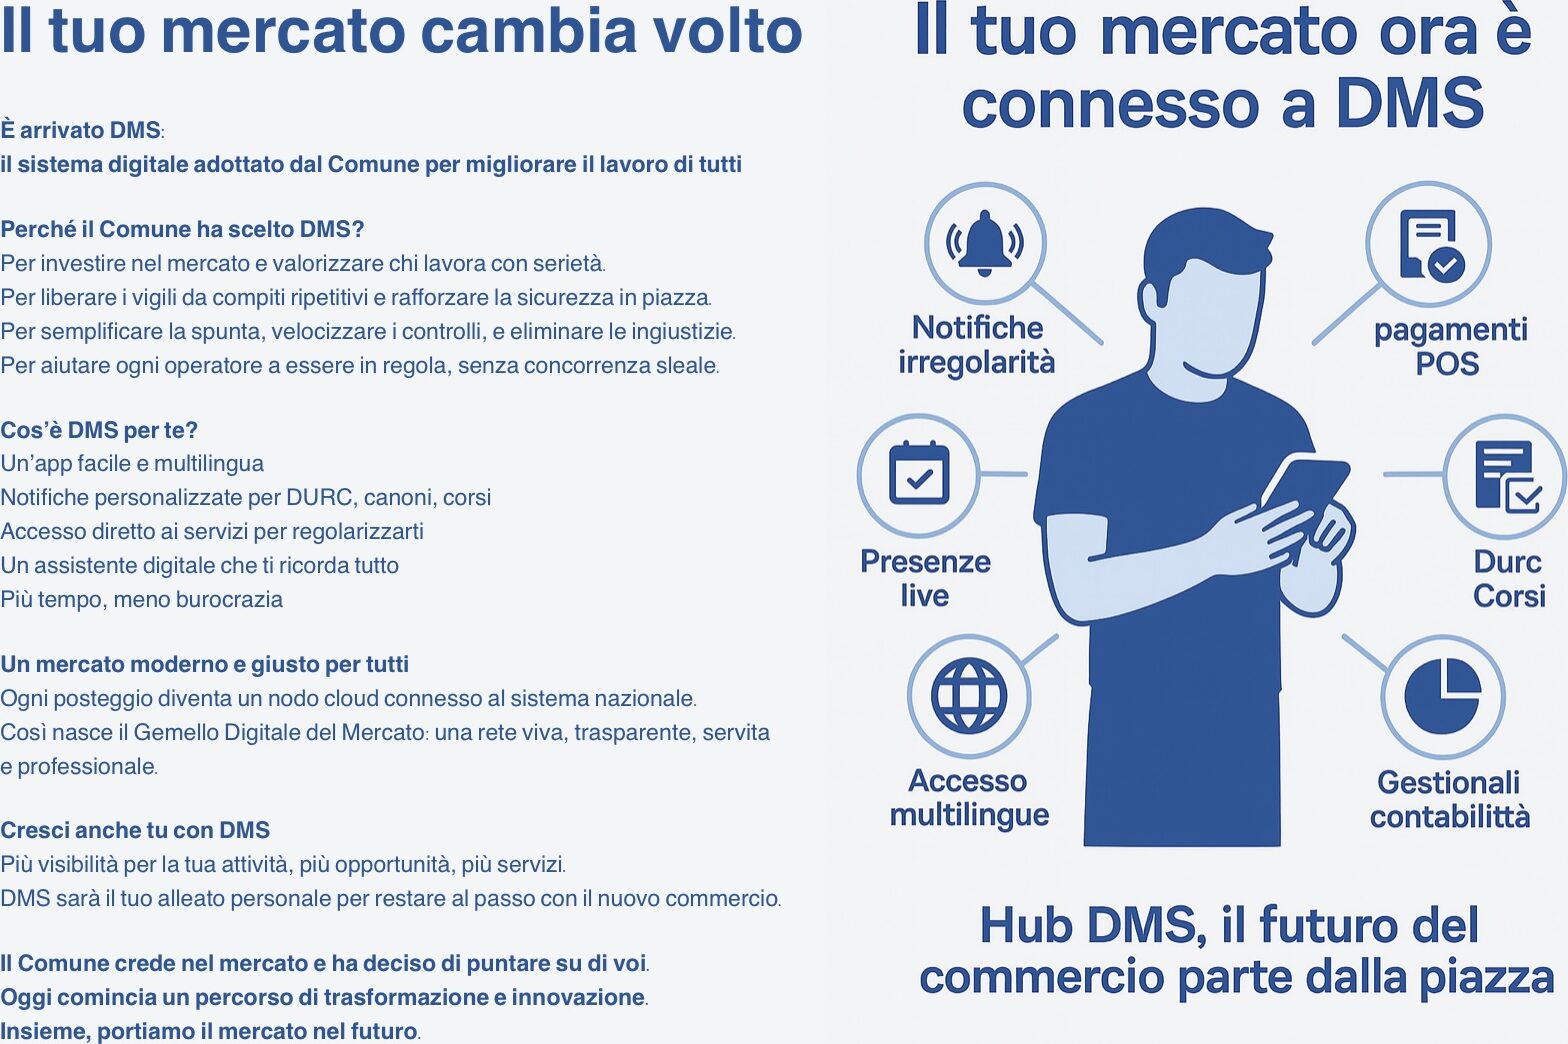 Il tuo mercato cambia volto
È arrivato DMS:
il sistema digitale adottato dal Comune per migliorare il lavoro di tutti
Perché il Comune ha scelto DMS?
Per investire nel mercato e valorizzare chi lavora con serietà.
Per liberare i vigili da compiti ripetitivi e rafforzare la sicurezza in piazza.
Per semplificare la spunta, velocizzare i controlli, e eliminare le ingiustizie.
Per aiutare ogni operatore a essere in regola, senza concorrenza sleale.
Cos'è DMS per te?
Un'app facile e multilingua
Notifiche personalizzate per DURC, canoni, corsi
Accesso diretto ai servizi per regolarizzarti
Un assistente digitale che ti ricorda tutto
Più tempo, meno burocrazia
Un mercato moderno e giusto per tutti
Ogni posteggio diventa un nodo cloud connesso al sistema nazionale.
Così nasce il Gemello Digitale del Mercato: una rete viva, trasparente, servita
e professionale.
Cresci anche tu con DMS
Più visibilità per la tua attività, più opportunità, più servizi.
DMS sarà il tuo alleato personale per restare al passo con il nuovo commercio.
Il Comune crede nel mercato e ha deciso di puntare su di voi.
Oggi comincia un percorso di trasformazione e innovazione.
Insieme, portiamo il mercato nel futuro.
Il tuo mercato ora è
connesso a DMS
Notifiche
irregolarità
pagamenti
POS
Presenze
live
Durc
Corsi
Accesso
multilingue
Gestionali
contabilittà
Hub DMS, il futuro del
commercio parte dalla piazza